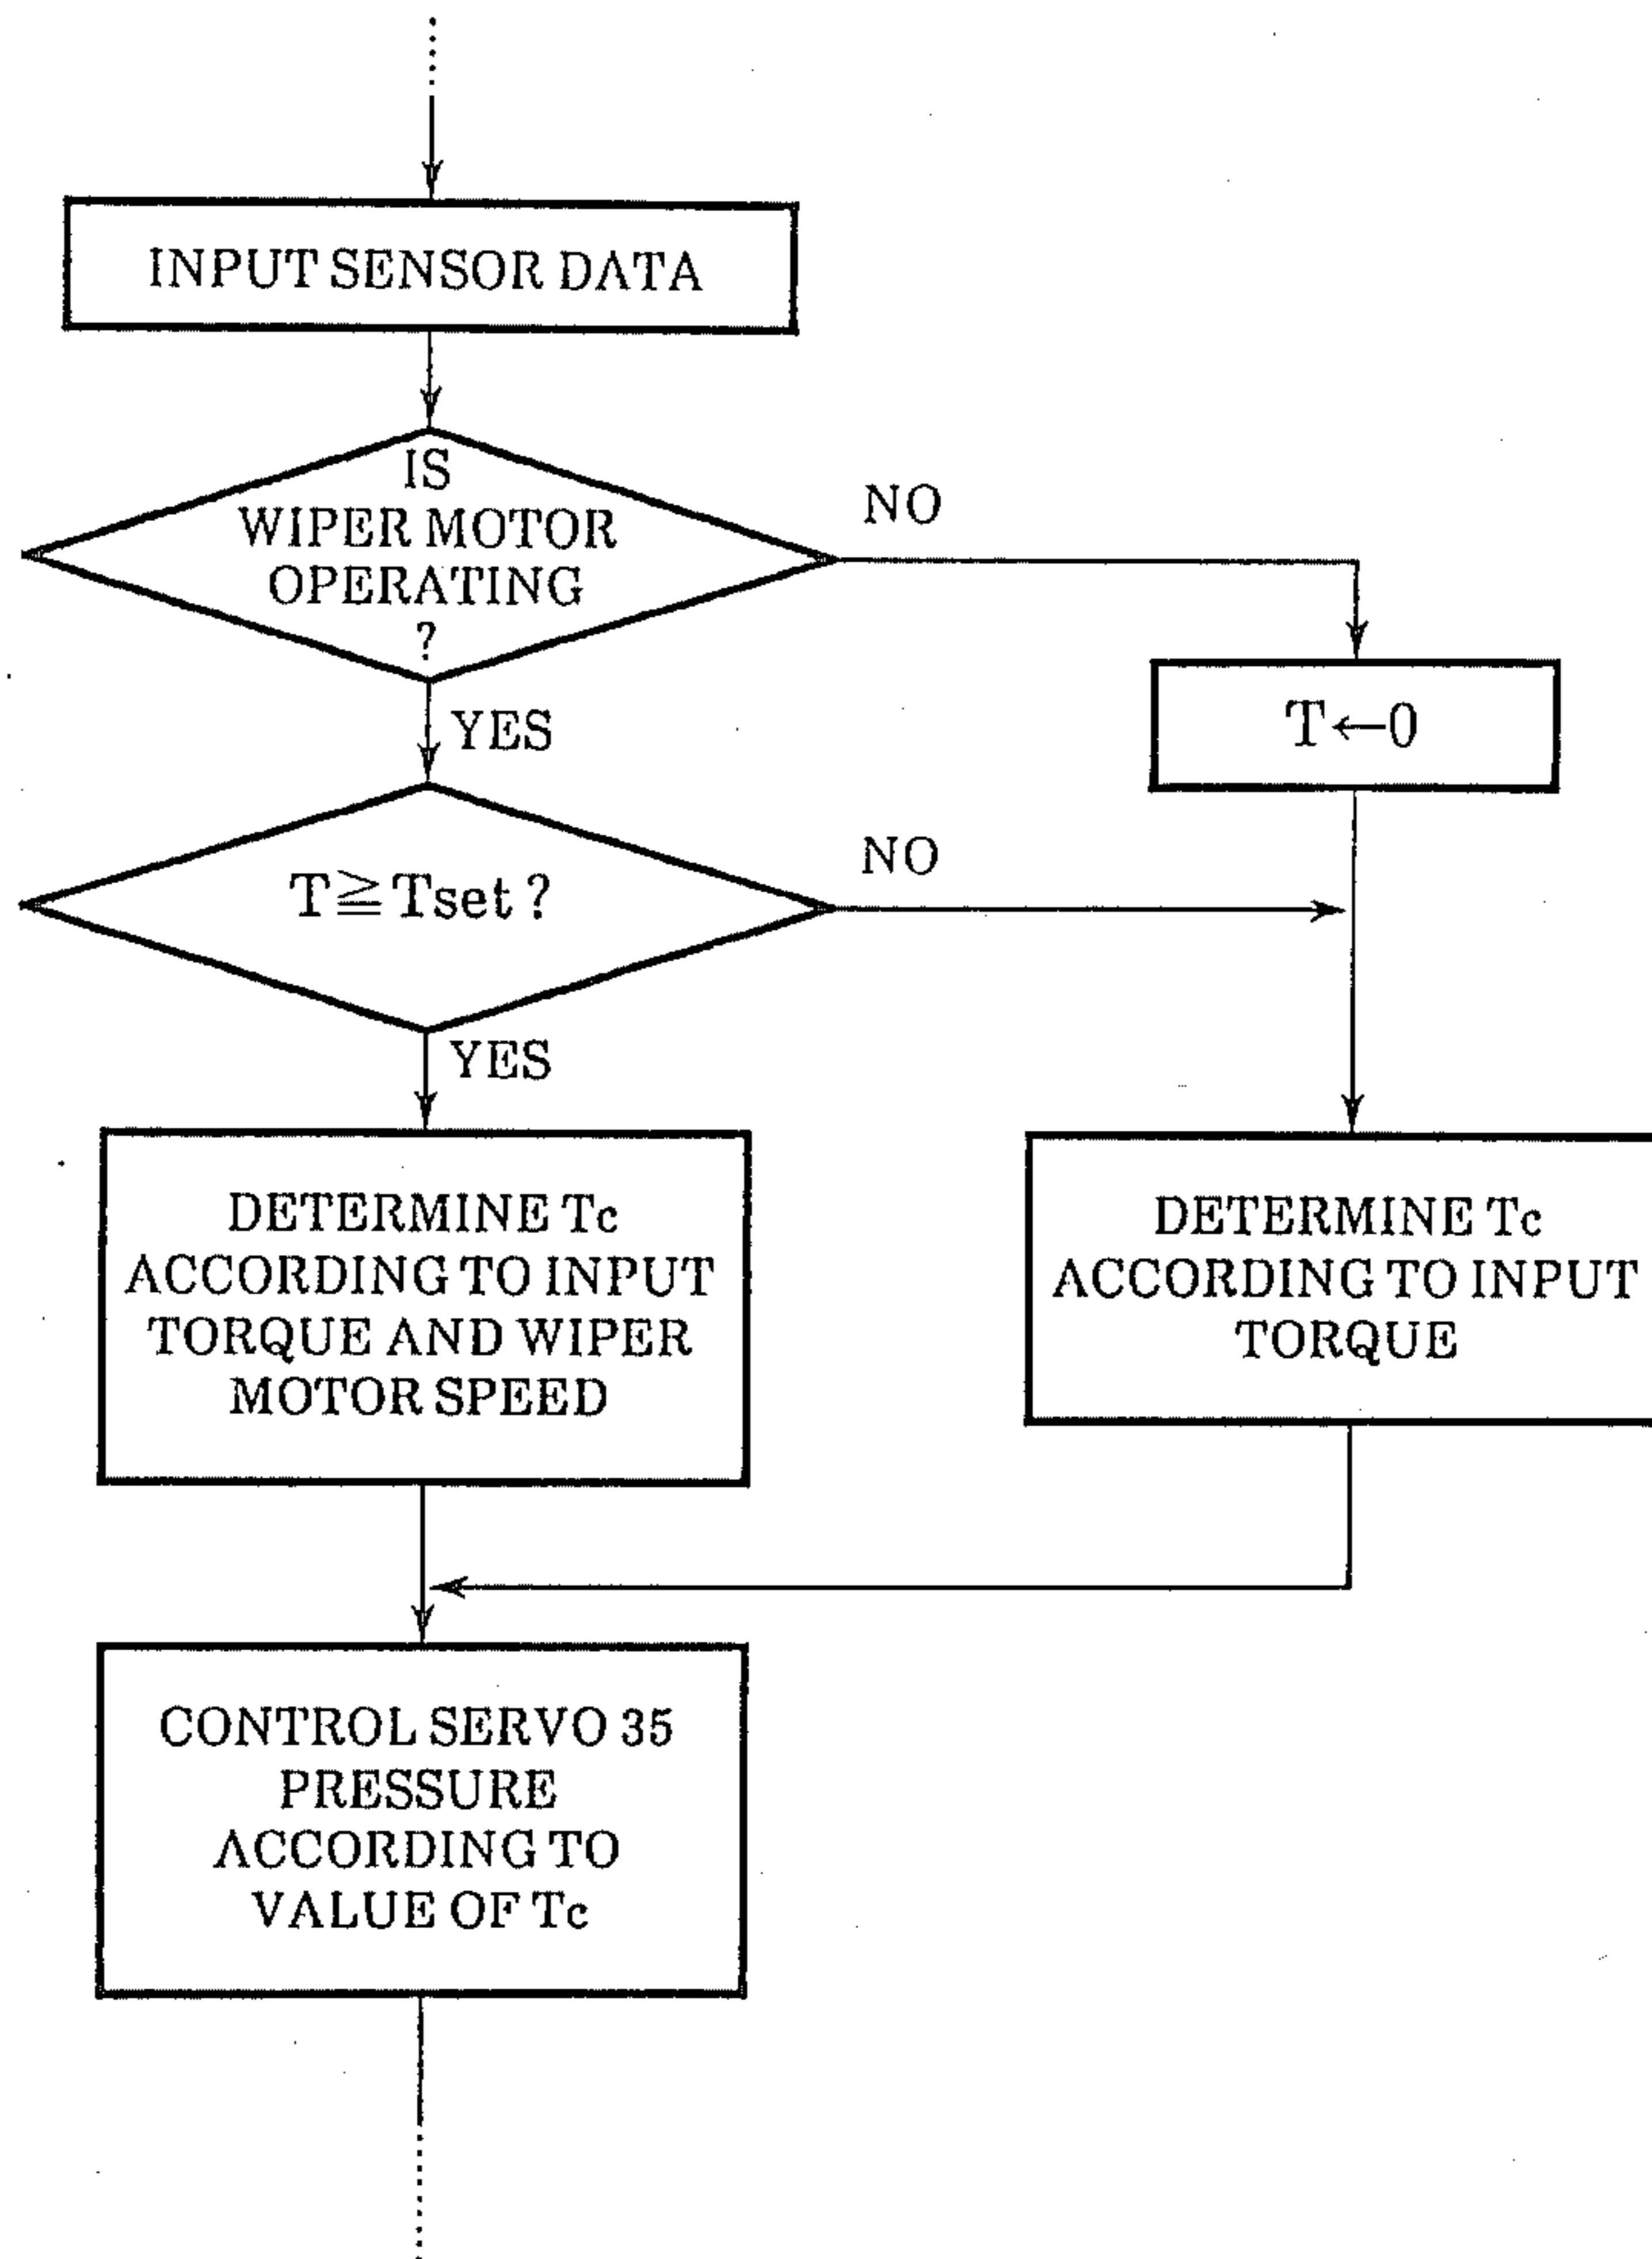 INPUT SENSOR DATA
IS
WIPER MOTOR
OPERATING
?
NO
YES
T←0
T≧Tset ?
NO
YES
DETERMINE Tc
ACCORDING TO INPUT
TORQUE AND WIPER
MOTOR SPEED
DETERMINE Tc
ACCORDING TO INPUT
TORQUE
CONTROL SERVO 35
PRESSURE
ACCORDING TO
VALUE OF Tc